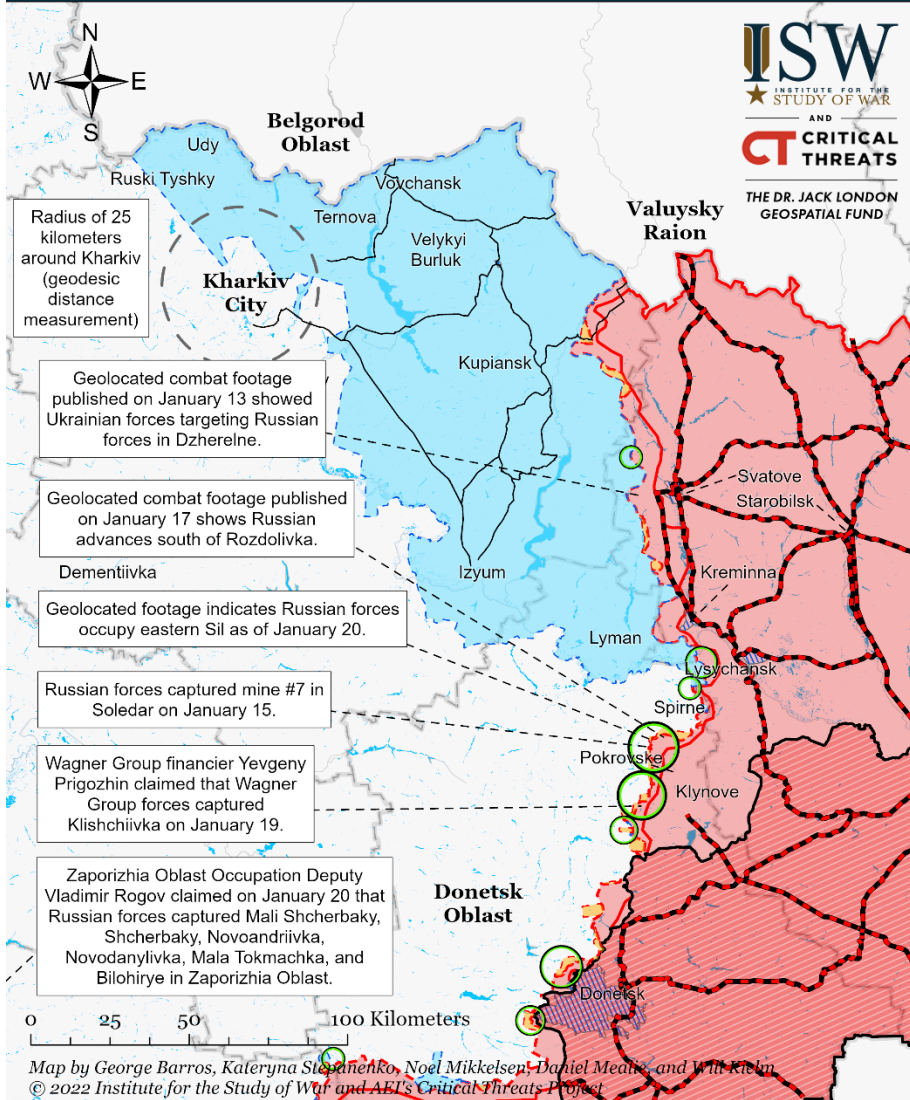 N
W E
S
ISW
INSTITUTE FOR THE
STUDY OF WAR
AND
CT CRITICAL
THREATS
THE DR. JACK LONDON
GEOSPATIAL FUND
Belgorod
Oblast
Udy
Ruski Tyshky
Vovchansk
Ternova
Valuysky
Raion
Radius of 25
kilometers
around Kharkiv
(geodesic
distance
measurement)
Velykyi
Burluk
Kharkiv
City
Kupiansk
Geolocated combat footage
published on January 13 showed
Ukrainian forces targeting Russian
forces in Dzherelne.
Svatove
Starobilsk
Geolocated combat footage published
on January 17 shows Russian
advances south of Rozdolivka.
Dementiivka
Izyum
Kreminna
Geolocated footage indicates Russian forces
occupy eastern Sil as of January 20.
Lyman
Lysychansk
Spirne
Russian forces captured mine #7 in
Soledar on January 15.
Pokrovske
Klynove
Wagner Group financier Yevgeny
Prigozhin claimed that Wagner
Group forces captured
Klishchiivka on January 19.
Donetsk
Oblast
Zaporizhia Oblast Occupation Deputy
Vladimir Rogov claimed on January 20 that
Russian forces captured Mali Shcherbaky,
Shcherbaky, Novoandriivka,
Novodanylivka, Mala Tokmachka, and
Bilohirye in Zaporizhia Oblast.
Donetsk
0 25 50 100 Kilometers
Map by George Barros, Kateryna Stepanenko, Noel Mikkelsen, Daniel Mealie, and Will Kielm
© 2022 Institute for the Study of War and AEI's Critical Threats Project